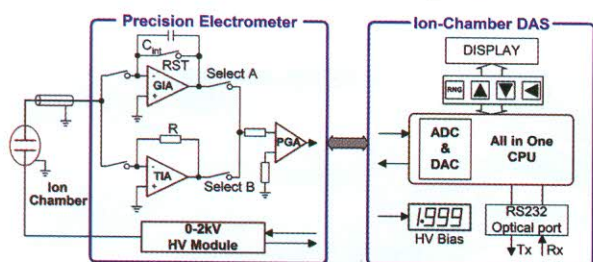 Precision Electrometer
Ion-Chamber DAS
Cint
RST
GIA
Select A
R
TIA
Select B
PGA
Ion
Chamber
0-2kV
HV Module
DISPLAY
RNG
ADC
&
DAC
All in One
CPU
1.999
HV Bias
RS232
Optical port
Tx
Rx